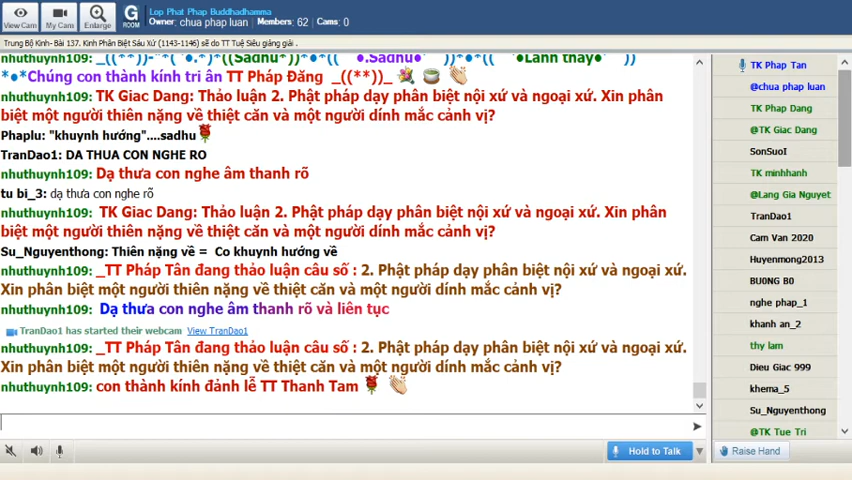 View Cam
My Cans
Enlarge
G
ROOM
Lop Phat Phap Buddhadhamma
Owner: chua phap luan Members: 62 Cams: 0
Trung Bộ Kinh- Bài 137. Kinh Phân Biệt Sáu Xứ (1143-1146) sẽ do TT Tuệ Siêu giảng giải .
nhuthuynh109: _((**))-"*(●.*)*((Sadhu*))*●*(( *●.Sadhu●* ))*●*(( *●Lành thay●* ))
*●*Chúng con thành kính tri ân TT Pháp Đăng _((**))_
nhuthuynh109: TK Giac Dang: Thảo luận 2. Phật pháp dạy phân biệt nội xứ và ngoại xứ. Xin phân
biệt một người thiên nặng về thiệt căn và một người dính mắc cảnh vị?
Phaplu: "khuynh hướng"....sadhu
TranDao1: DA THUA CON NGHE RO
nhuthuynh109: Dạ thưa con nghe âm thanh rõ
tu bi_3: dạ thưa con nghe rõ
nhuthuynh109: TK Giac Dang: Thảo luận 2. Phật pháp dạy phân biệt nội xứ và ngoại xứ. Xin phân
biệt một người thiên nặng về thiệt căn và một người dính mắc cảnh vị?
Su_Nguyenthong: Thiên nặng về = Co khuynh hướng về
nhuthuynh109: _TT Pháp Tân đang thảo luận câu số : 2. Phật pháp dạy phân biệt nội xứ và ngoại xứ.
Xin phân biệt một người thiên nặng về thiệt căn và một người dính mắc cảnh vị?
nhuthuynh109: Dạ thưa con nghe âm thanh rõ và liên tục
TranDao1 has started their webcam View TranDao1
nhuthuynh109: _TT Pháp Tân đang thảo luận câu số : 2. Phật pháp dạy phân biệt nội xứ và ngoại xứ.
Xin phân biệt một người thiên nặng về thiệt căn và một người dính mắc cảnh vị?
nhuthuynh109: con thành kính đảnh lễ TT Thanh Tam
Hold to Talk
TK Phap Tan
@chua phap luan
TK Phap Dang
@TK Giac Dang
SonSuoI
TK minhhanh
@Lang Gia Nguyet
TranDao1
Cam Van 2020
Huyenmong2013
BU0NG B0
nghe phap_1
khanh an_2
thy lam
Dieu Giac 999
khema_5
Su_Nguyenthong
@TK Tue Tri
Raise Hand